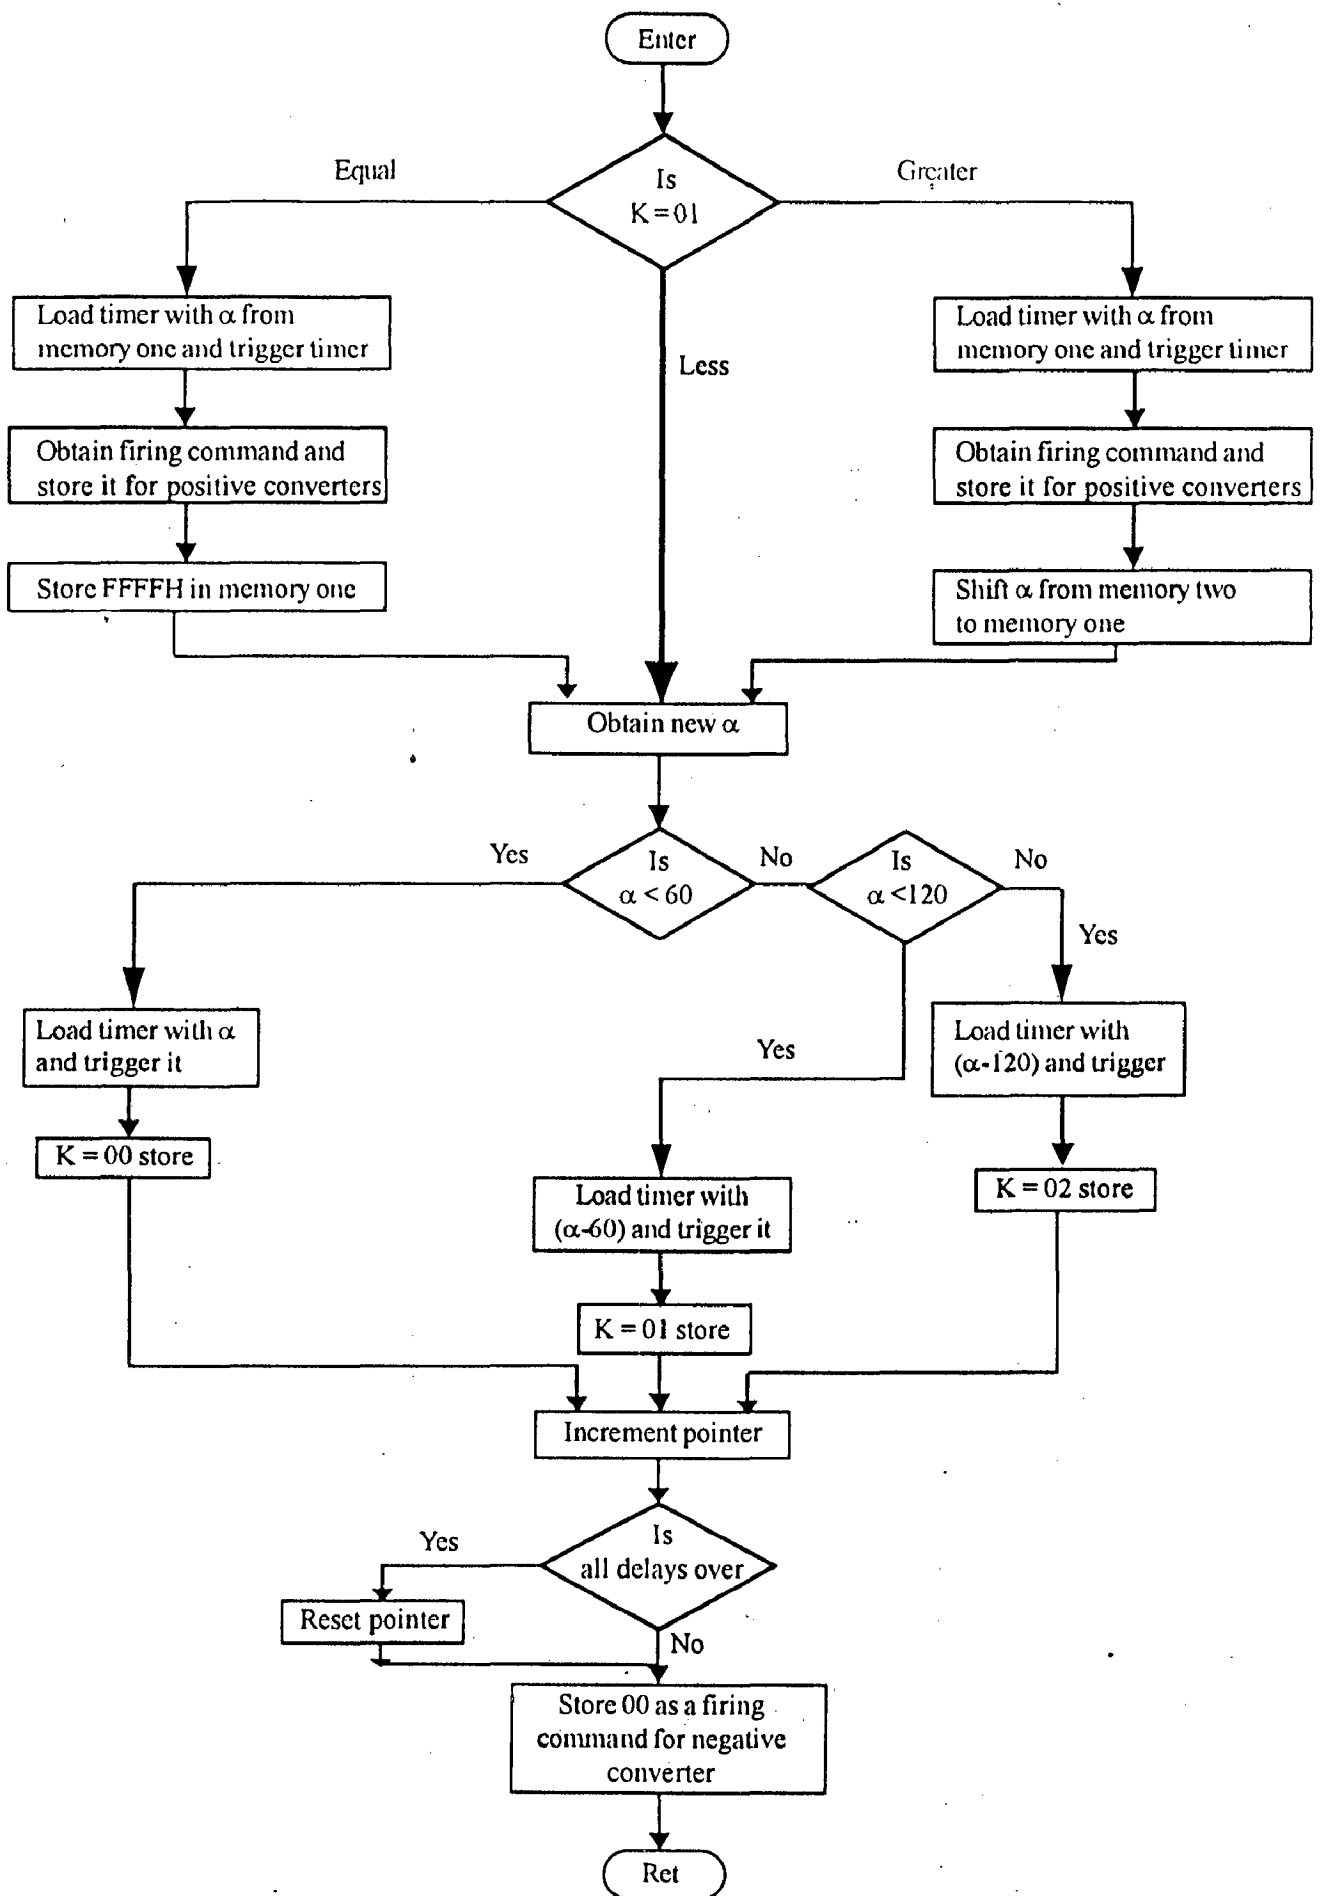 Enter
Equal
Is
K = 01
Greater
Load timer with α from
memory one and trigger timer
Less
Load timer with α from
memory one and trigger timer
Obtain firing command and
store it for positive converters
Obtain firing command and
store it for positive converters
Store FFFFH in memory one
Shift α from memory two
to memory one
Obtain new α
Yes
Is
α < 60
No
Is
α <120
No
Yes
Load timer with α
and trigger it
Yes
Load timer with
(α-120) and trigger
K = 00 store
Load timer with
(α-60) and trigger it
K = 02 store
K = 01 store
Increment pointer
Yes
Is
all delays over
Reset pointer
No
Store 00 as a firing
command for negative
converter
Ret